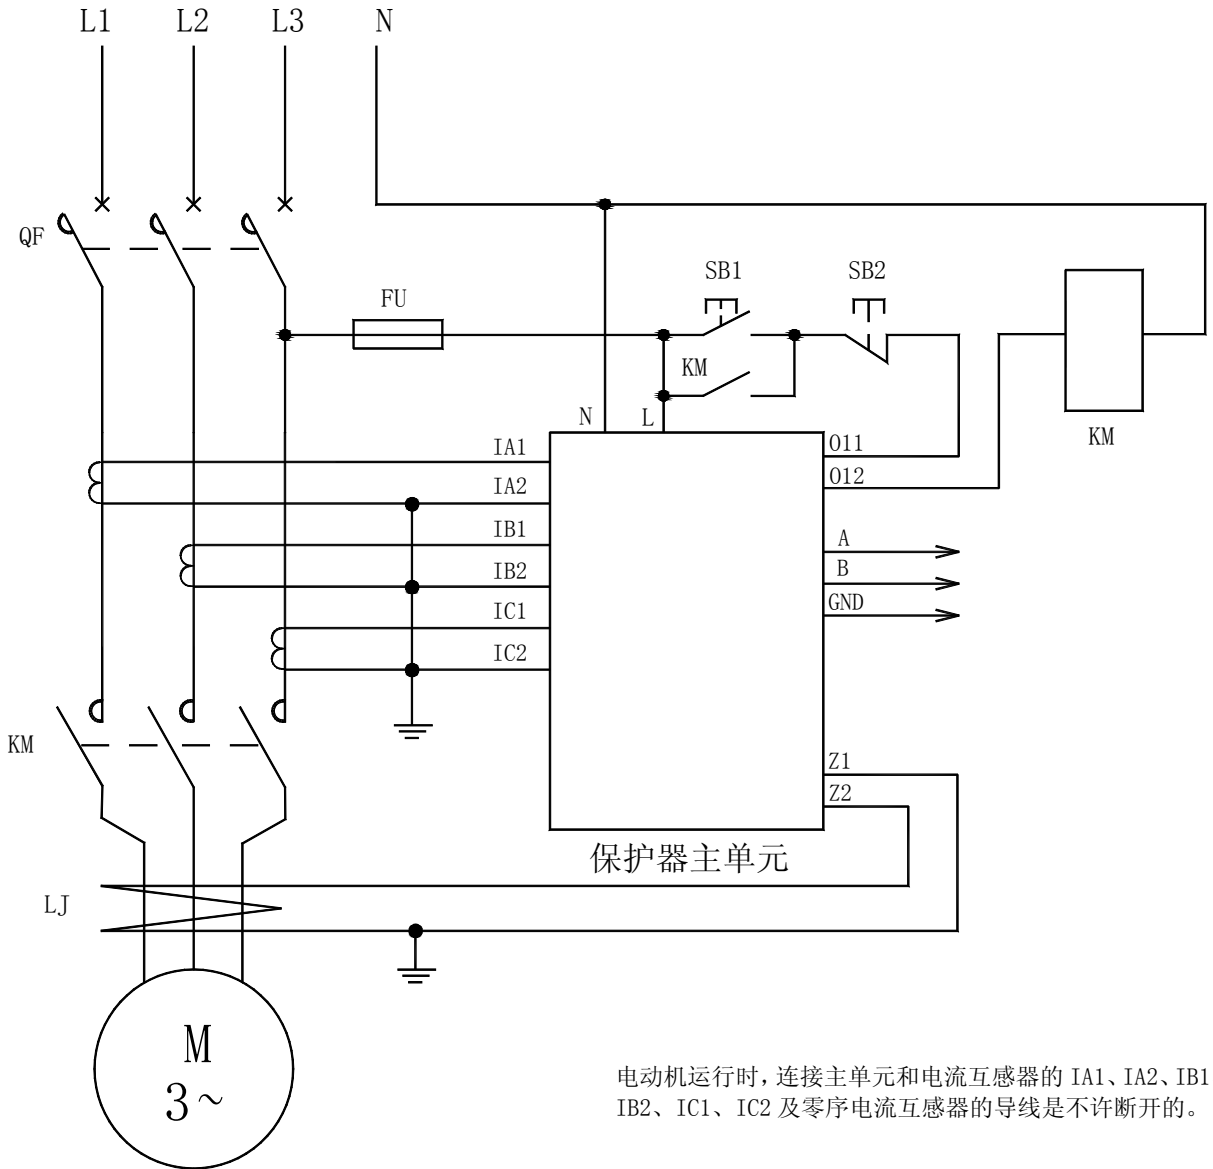 L1 L2 L3 N
QF
FU
SB1 SB2
KM
KM
N L
IA1
IA2
IB1
IB2
IC1
IC2
O11
O12
A
B
GND
Z1
Z2
KM
保护器主单元
LJ
M
3~
电动机运行时,连接主单元和电流互感器的 IA1、IA2、IB1
IB2、IC1、IC2 及零序电流互感器的导线是不许断开的。